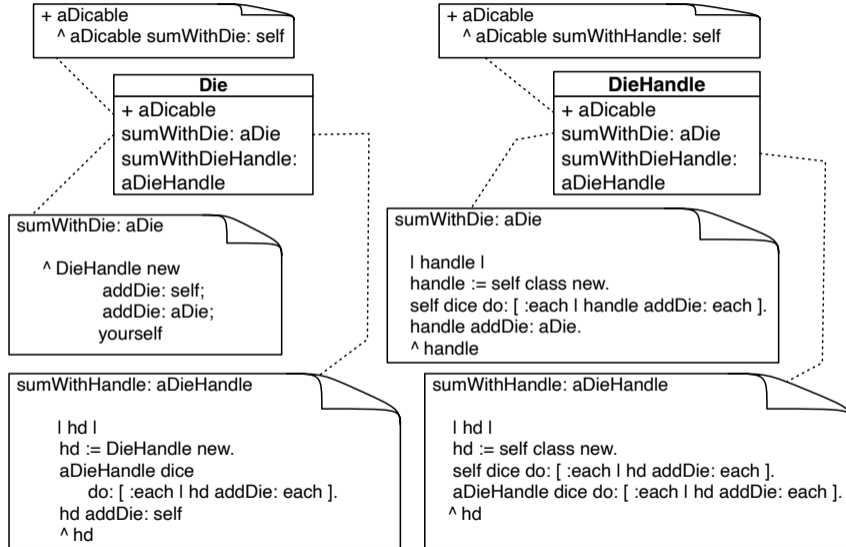 + aDicable
^ aDicable sumWithDie: self
+ aDicable
^ aDicable sumWithHandle: self
Die
+ aDicable
sumWithDie: aDie
sumWithDieHandle:
aDieHandle
DieHandle
+ aDicable
sumWithDie: aDie
sumWithDieHandle:
aDieHandle
sumWithDie: aDie
^ DieHandle new
addDie: self;
addDie: aDie;
yourself
sumWithDie: aDie
| handle |
handle := self class new.
self dice do: [ :each | handle addDie: each ].
handle addDie: aDie.
^ handle
sumWithHandle: aDieHandle
| hd |
hd := DieHandle new.
aDieHandle dice
do: [ :each | hd addDie: each ].
hd addDie: self
^ hd
sumWithHandle: aDieHandle
| hd |
hd := self class new.
self dice do: [ :each | hd addDie: each ].
aDieHandle dice do: [ :each | hd addDie: each ].
^ hd